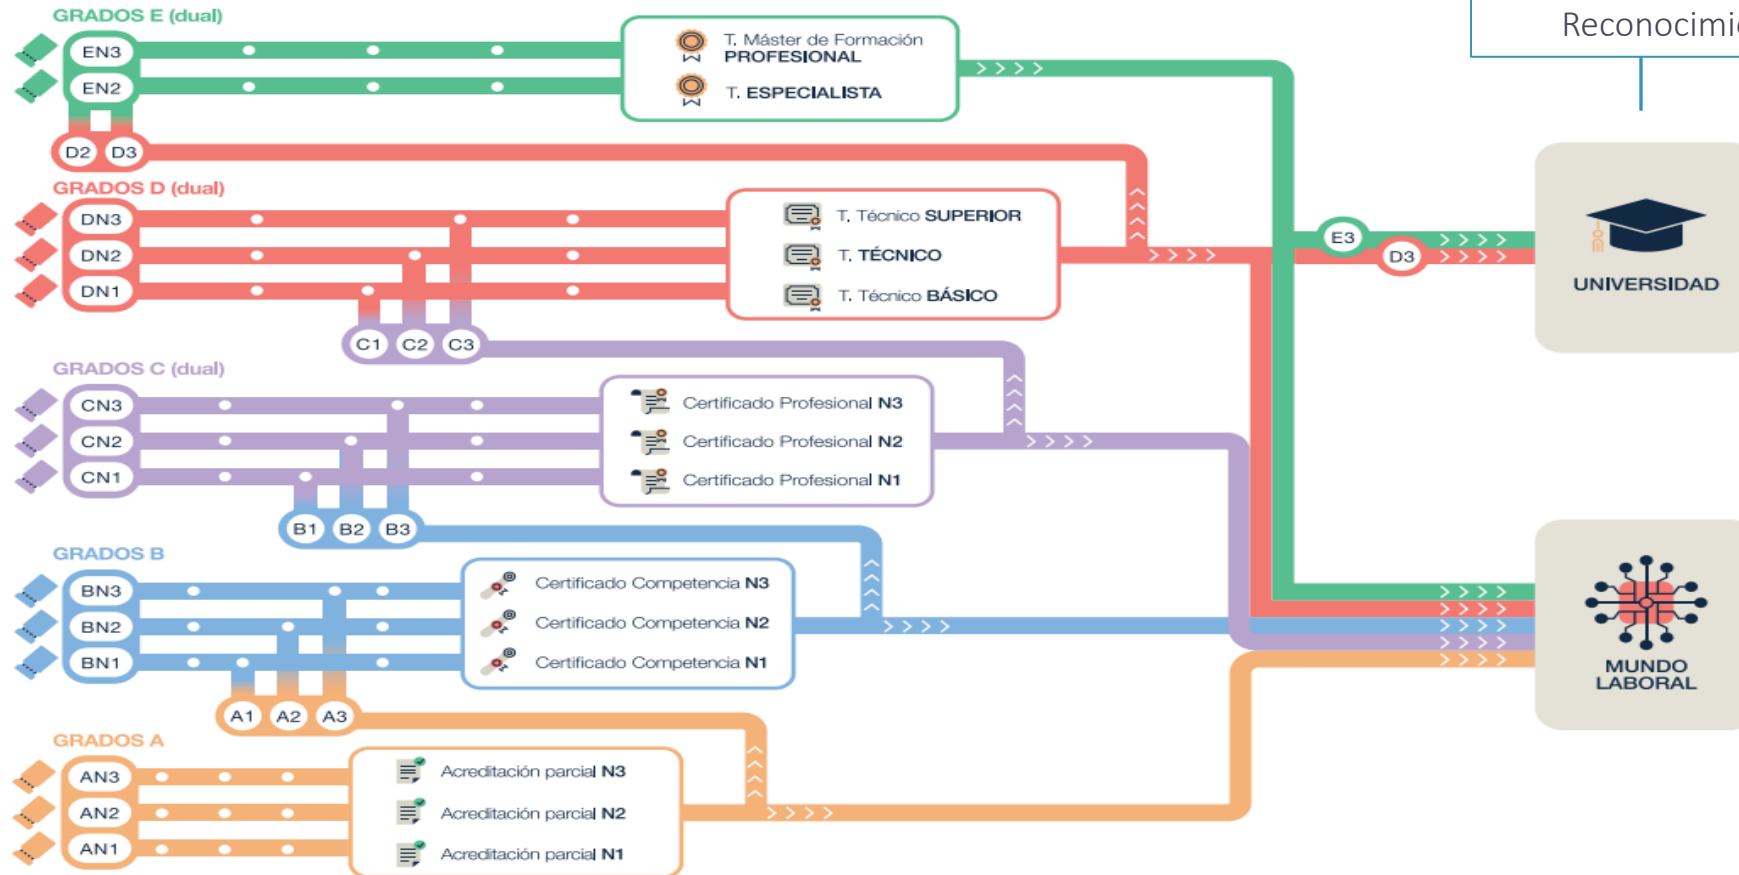 Reconocimie
GRADOS E (dual)
EN3
EN2
T. Máster de Formación
PROFESIONAL
T. ESPECIALISTA
D2 D3
GRADOS D (dual)
DN3
DN2
DN1
T. Técnico SUPERIOR
T. TÉCNICO
T. Técnico BÁSICO
E3
D3
UNIVERSIDAD
C1 C2 C3
GRADOS C (dual)
CN3
CN2
CN1
Certificado Profesional N3
Certificado Profesional N2
Certificado Profesional N1
B1 B2 B3
GRADOS B
BN3
BN2
BN1
Certificado Competencia N3
Certificado Competencia N2
Certificado Competencia N1
MUNDO
LABORAL
A1 A2 A3
GRADOS A
AN3
AN2
AN1
Acreditación parcial N3
Acreditación parcial N2
Acreditación parcial N1